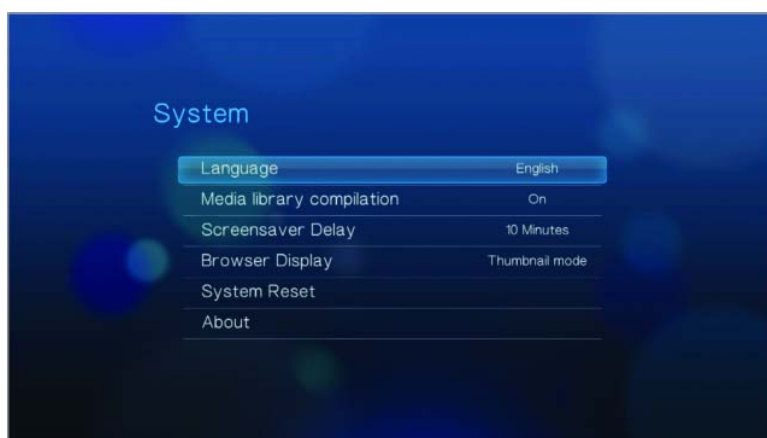 System
Language English
Media library compilation On
Screensaver Delay 10 Minutes
Browser Display Thumbnail mode
System Reset
About